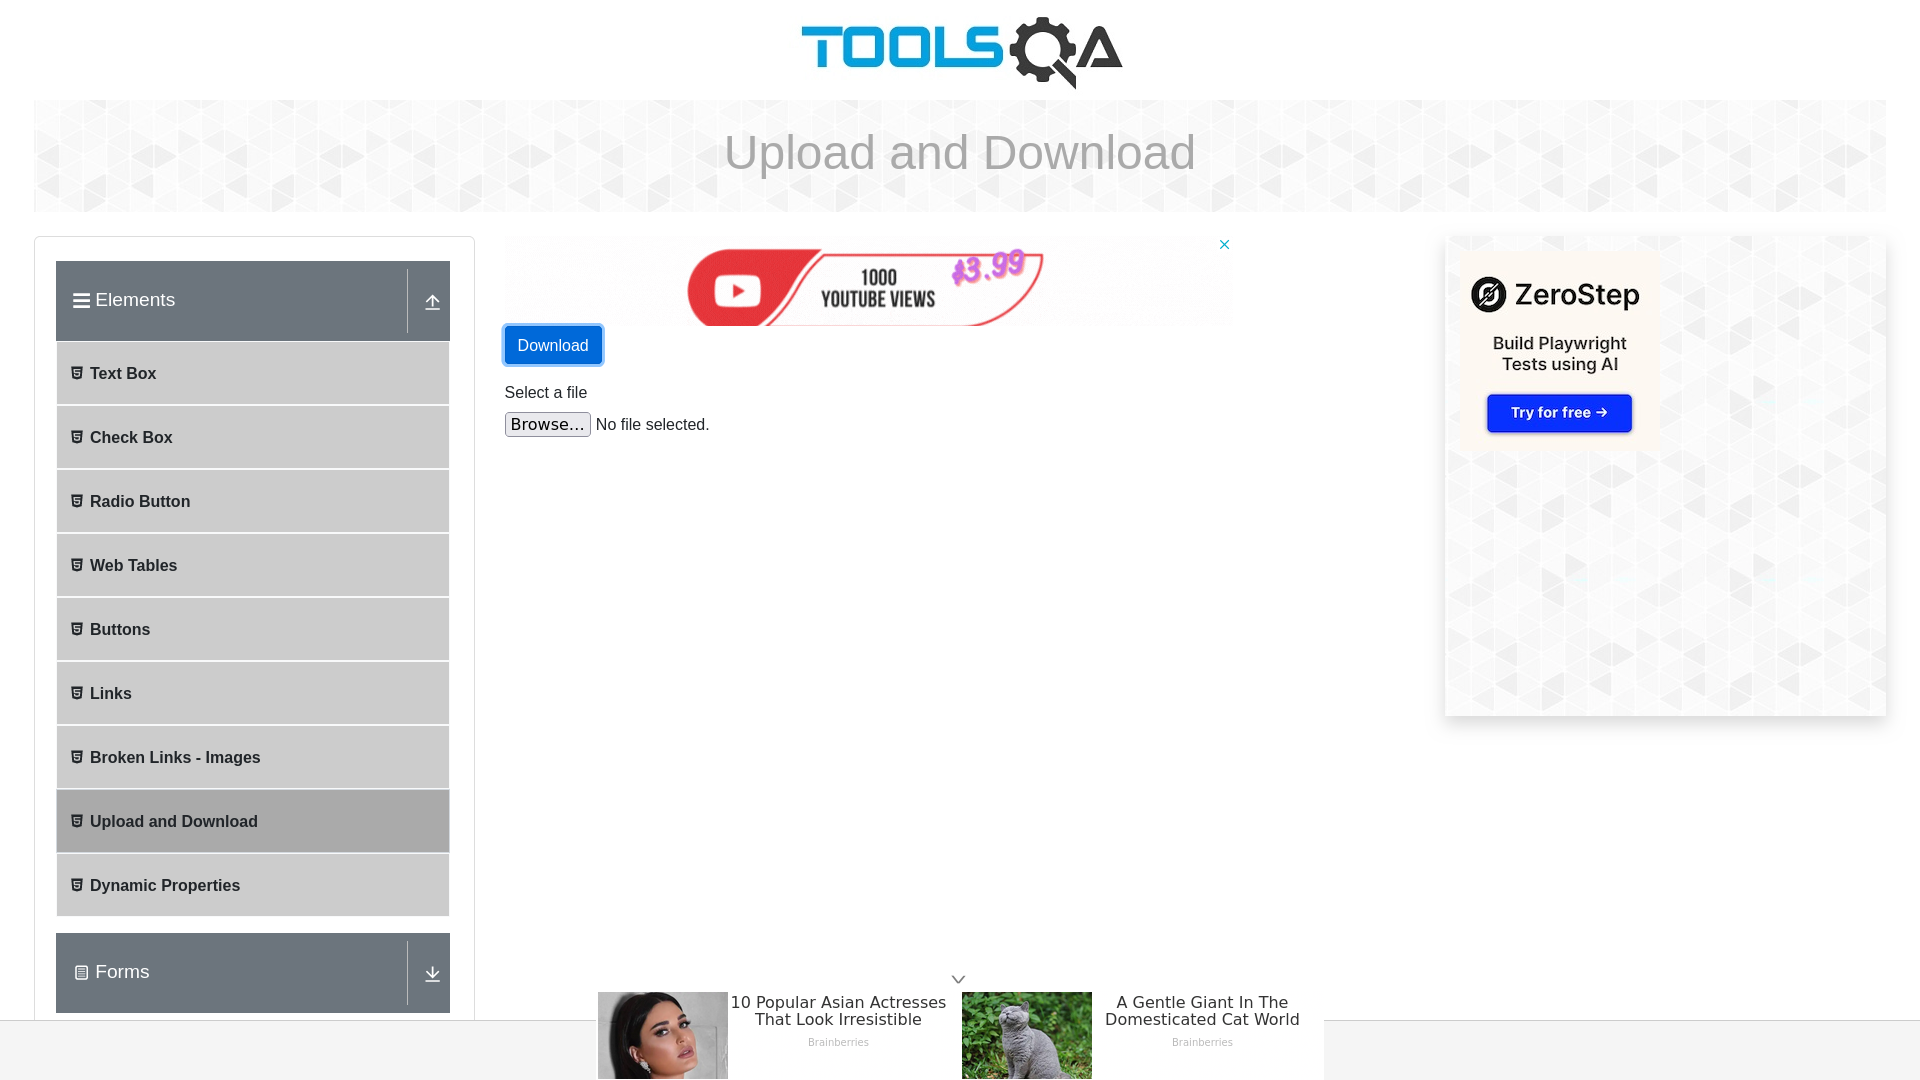 TOOLSQA
Upload and Download
Elements
Text Box
Check Box
Radio Button
Web Tables
Buttons
Links
Broken Links - Images
Upload and Download
Dynamic Properties
Forms
1000
YOUTUBE VIEWS
$3.99
Download
Select a file
Browse... No file selected.
ZeroStep
Build Playwright
Tests using AI
Try for free →
10 Popular Asian Actresses
That Look Irresistible
Brainberries
A Gentle Giant In The
Domesticated Cat World
Brainberries